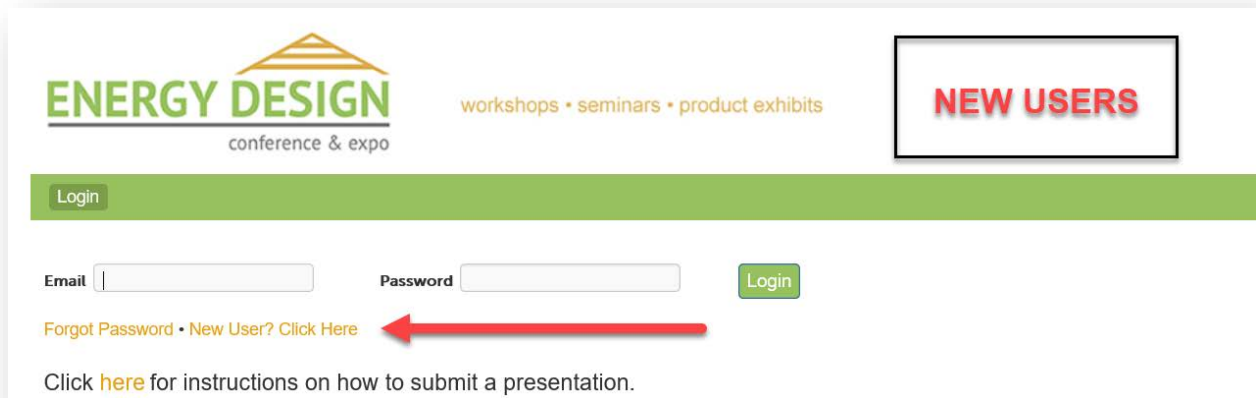 ENERGY DESIGN
conference & expo
workshops • seminars • product exhibits
NEW USERS
Login
Email
Password
Login
Forgot Password • New User? Click Here
Click here for instructions on how to submit a presentation.